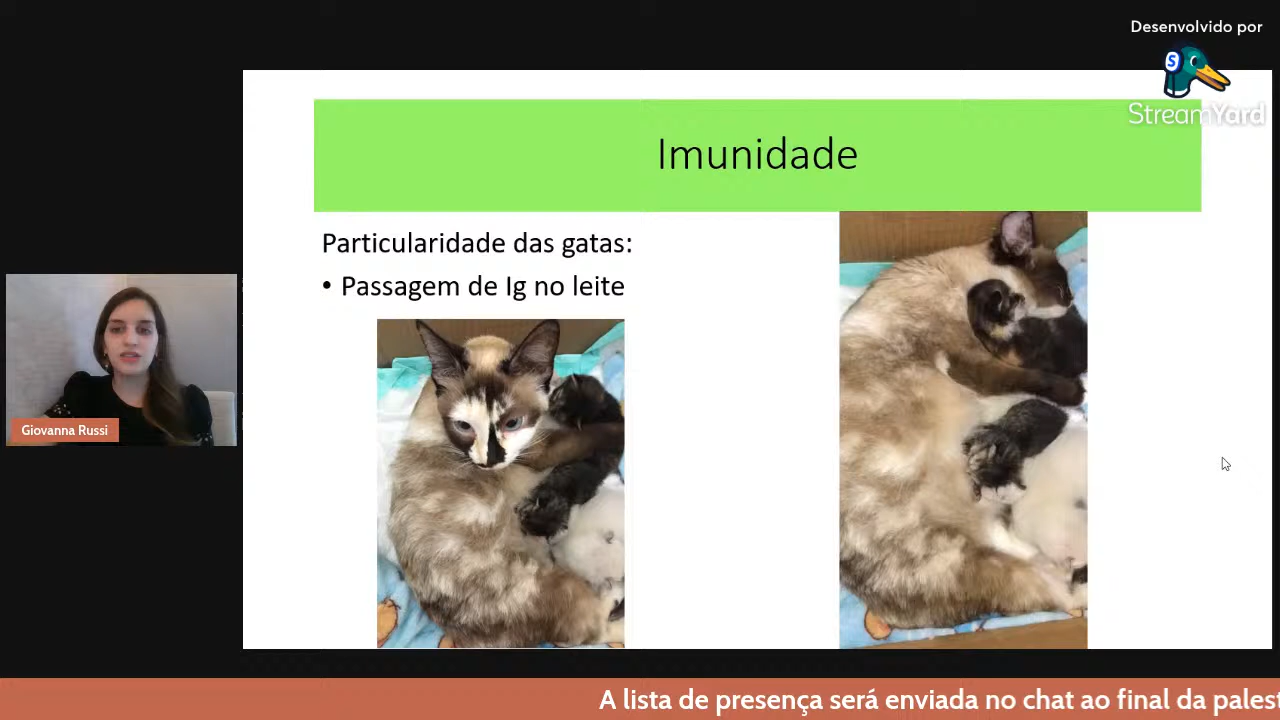 Desenvolvido por
StreamYard
Imunidade
Particularidade das gatas:
• Passagem de Ig no leite
Giovanna Russi
A lista de presença será enviada no chat ao final da palest